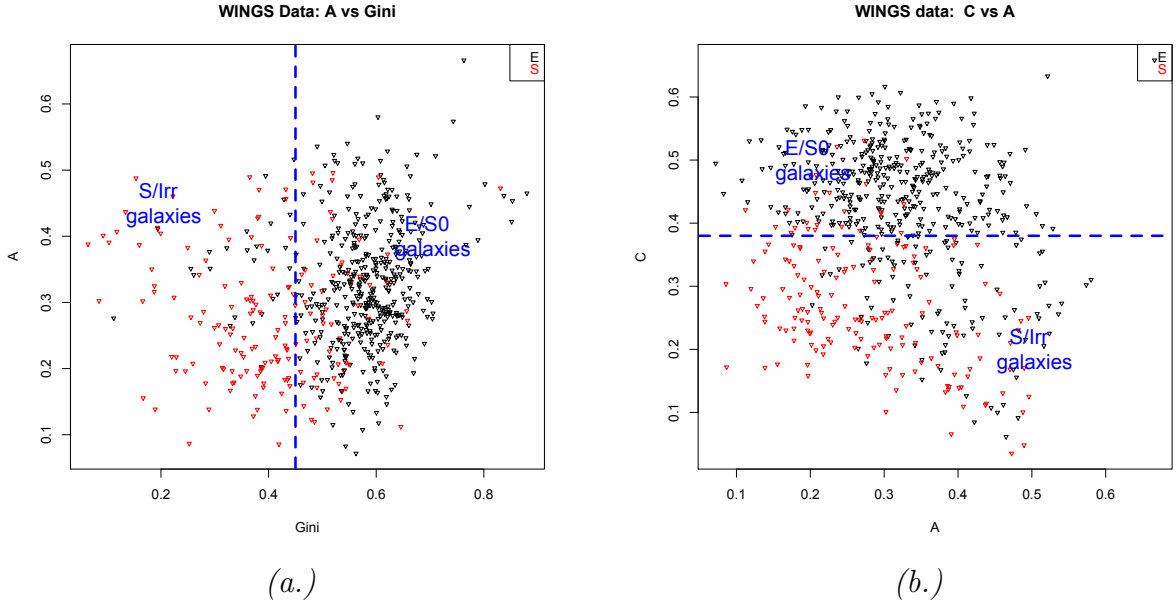 WINGS Data: A vs Gini
E
S
S/Irr
galaxies
E/S0
galaxies
0.1
0.2
0.3
0.4
0.5
0.6
A
0.2
0.4
0.6
0.8
Gini
(a.)
WINGS data: C vs A
E
S
E/S0
galaxies
S/Irr
galaxies
0.1
0.2
0.3
0.4
0.5
0.6
C
0.1
0.2
0.3
0.4
0.5
0.6
A
(b.)